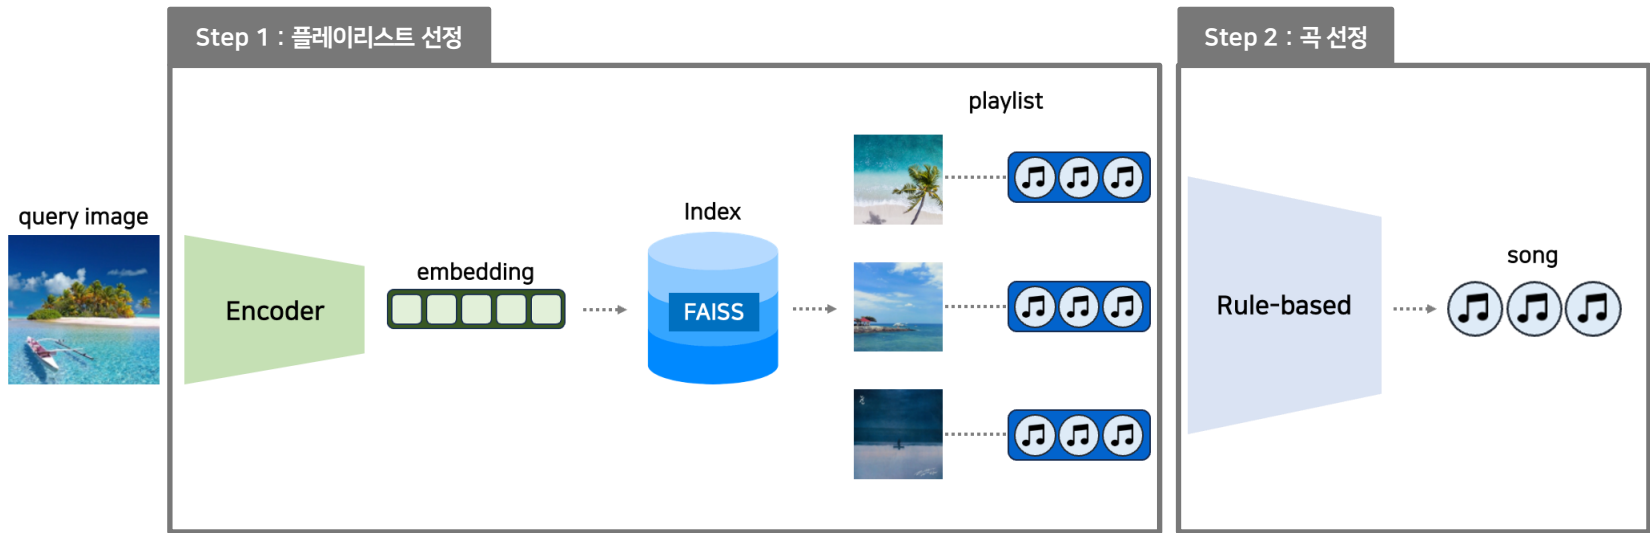 Step 1 : 플레이리스트 선정
Step 2 : 곡 선정
query image
Encoder
embedding
Index
FAISS
playlist
Rule-based
song